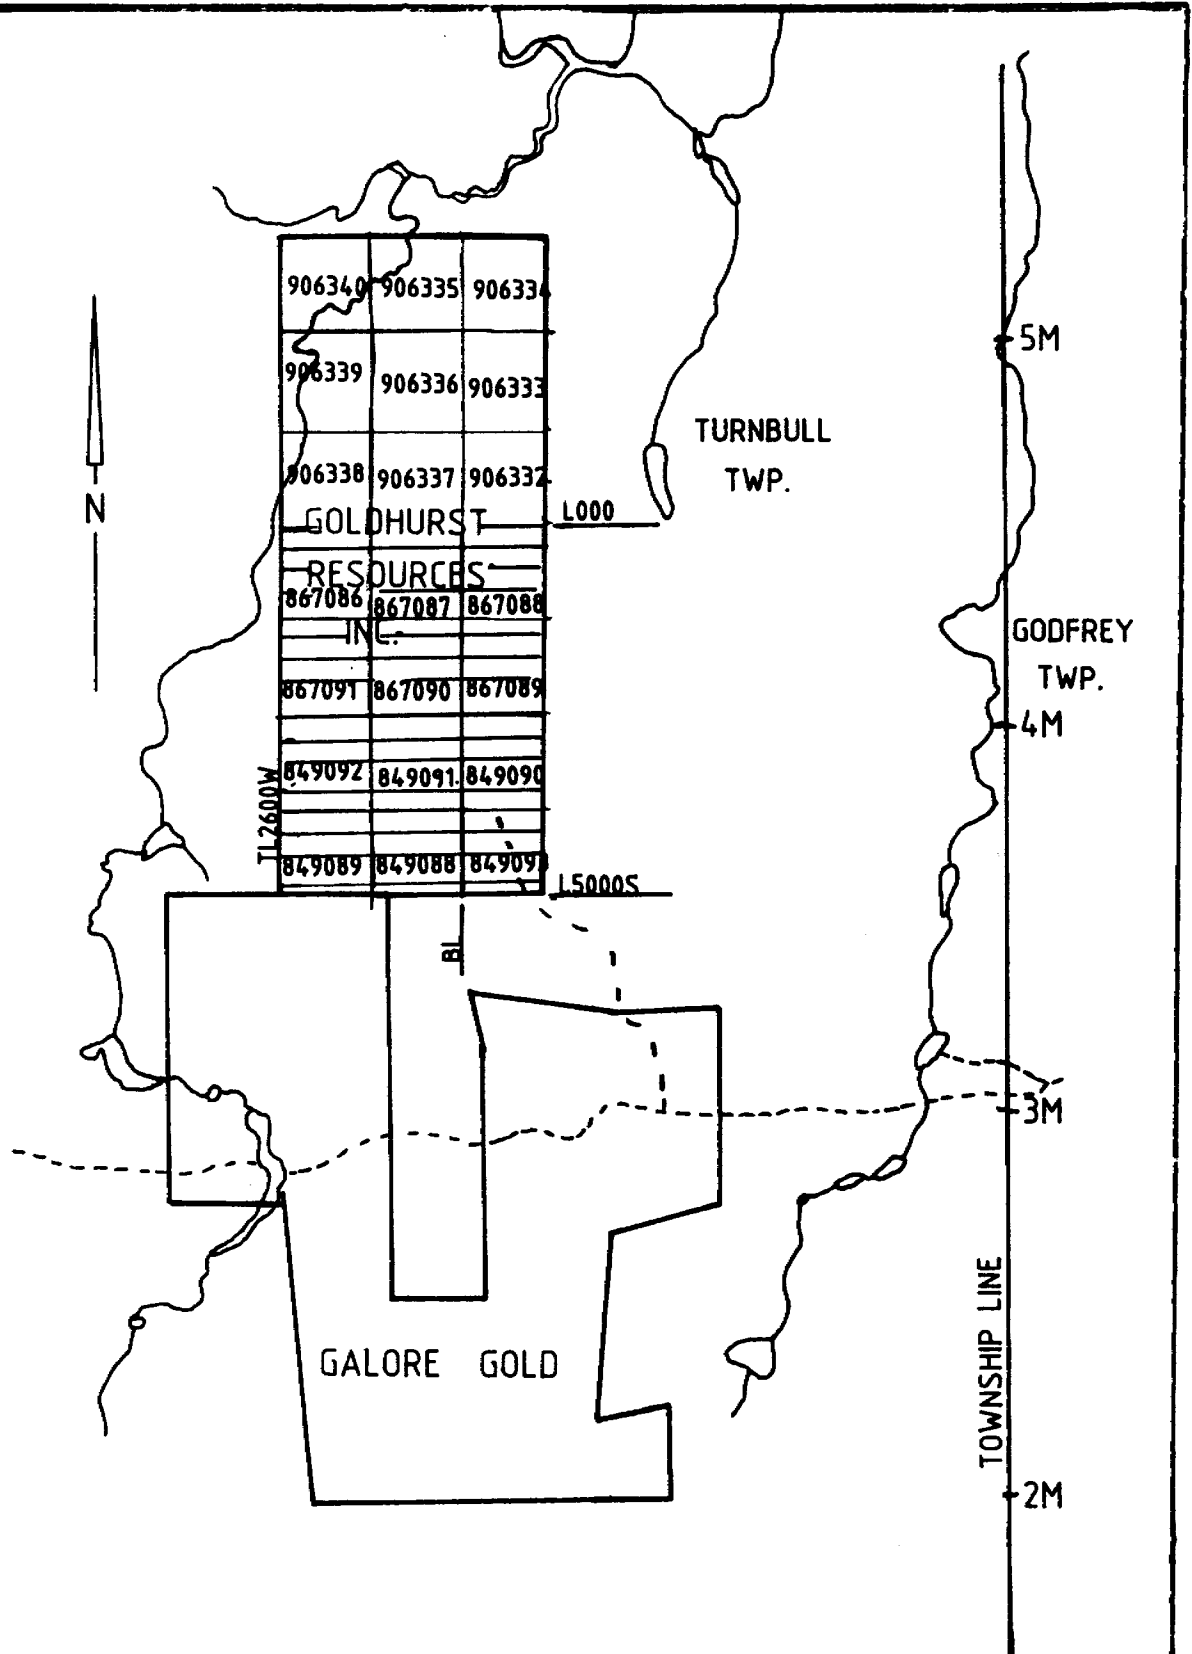 906340 906335 906334
5M
906339 906336 906333
TURNBULL
TWP.
906338 906337 906332
N
L000
GOLDHURST
RESOURCES
867086 867087 867088
INC.
GODFREY
TWP.
867091 867090 867089
4M
849092 849091 849090
TL2600W
849089 849088
L5000S
BL
3M
TOWNSHIP LINE
GALORE GOLD
2M